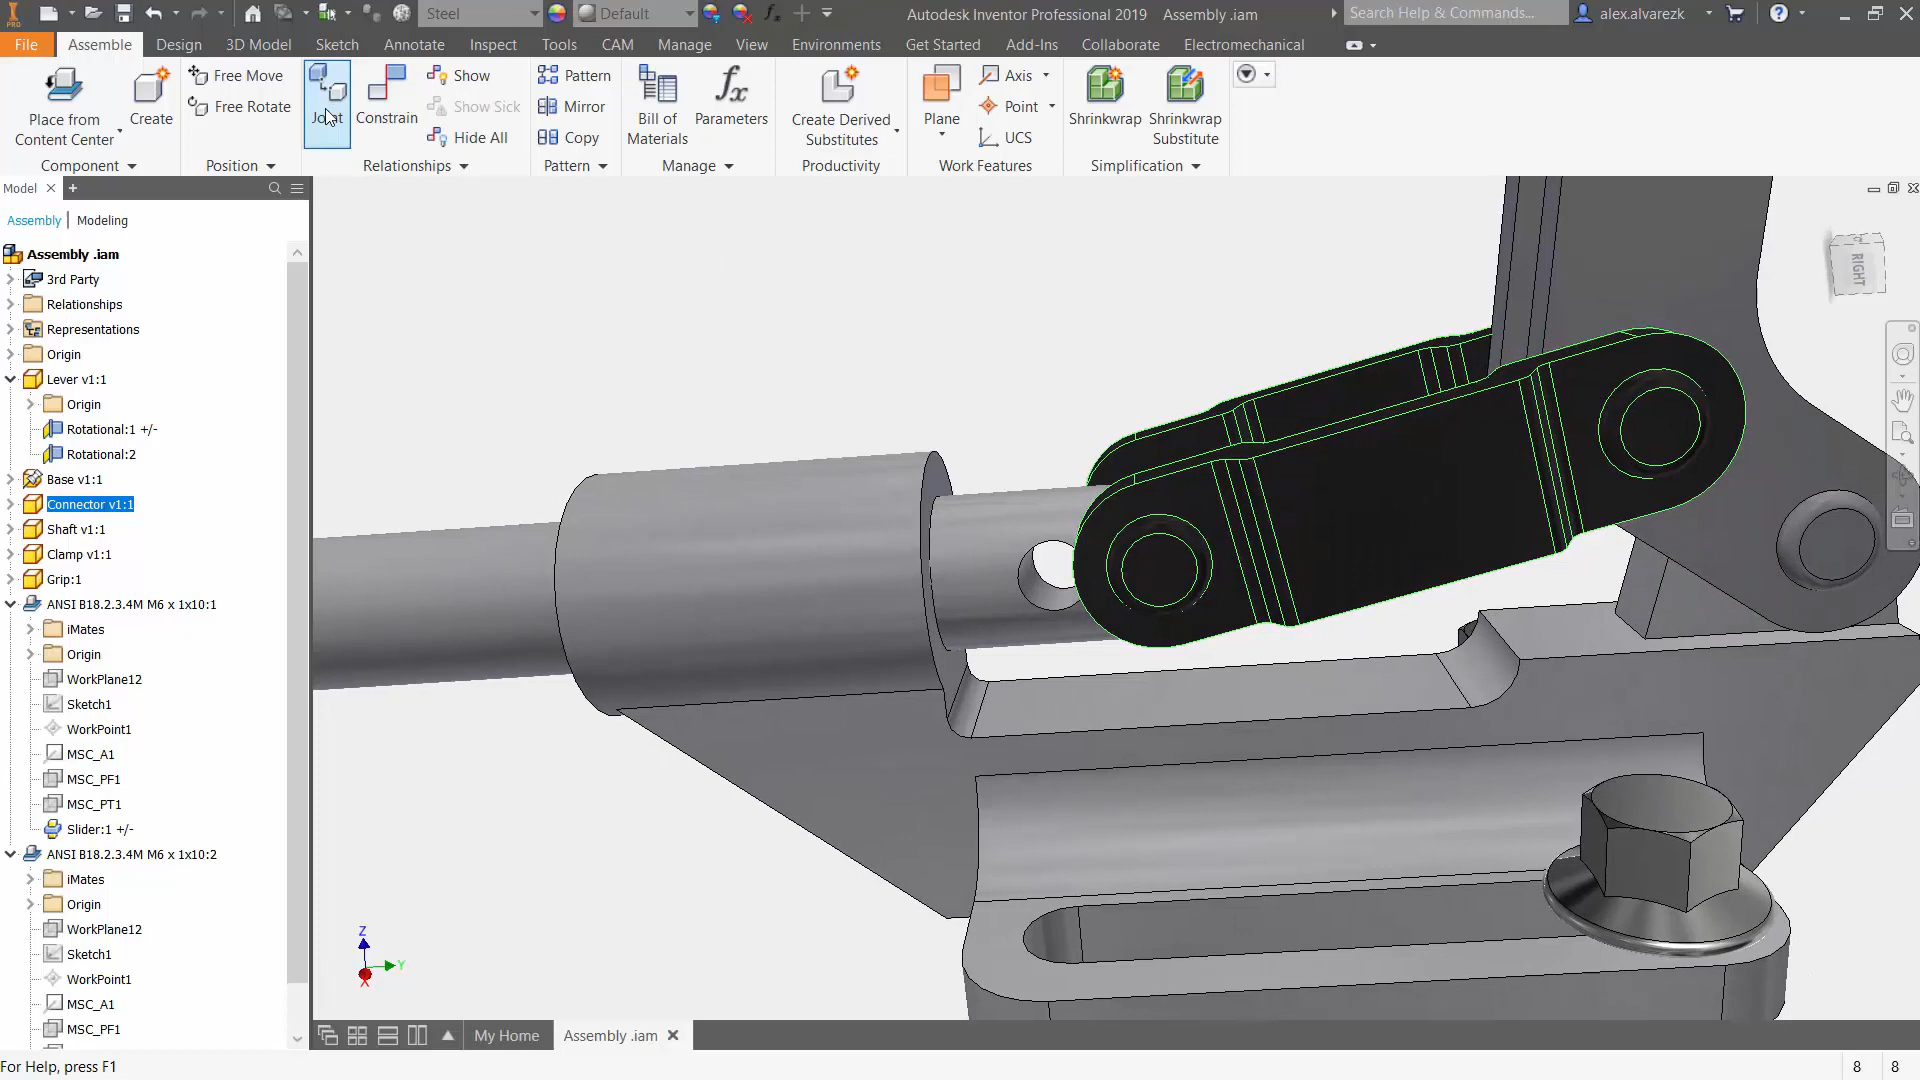 PRO
Steel
Default
Autodesk Inventor Professional 2019 Assembly .iam
Search Help & Commands...
alex.alvarezk
File Assemble Design 3D Model Sketch Annotate Inspect Tools CAM Manage View Environments Get Started Add-Ins Collaborate Electromechanical
Place from
Content Center
Create
Component
Free Move
Free Rotate
Position
Joint
Constrain
Show
Show Sick
Hide All
Relationships
Pattern
Mirror
Copy
Pattern
Bill of
Materials
Parameters
Manage
Create Derived
Substitutes
Productivity
Plane
Axis
Point
UCS
Work Features
Shrinkwrap
Shrinkwrap
Substitute
Simplification
Model
Assembly | Modeling
Assembly .iam
3rd Party
Relationships
Representations
Origin
Lever v1:1
Origin
Rotational:1 +/-
Rotational:2
Base v1:1
Connector v1:1
Shaft v1:1
Clamp v1:1
Grip:1
ANSI B18.2.3.4M M6 x 1x10:1
iMates
Origin
WorkPlane12
Sketch1
WorkPoint1
MSC_A1
MSC_PF1
MSC_PT1
Slider:1 +/-
ANSI B18.2.3.4M M6 x 1x10:2
iMates
Origin
WorkPlane12
Sketch1
WorkPoint1
MSC_A1
MSC_PF1
RIGHT
Z
Y
X
My Home
Assembly .iam
For Help, press F1
8 8